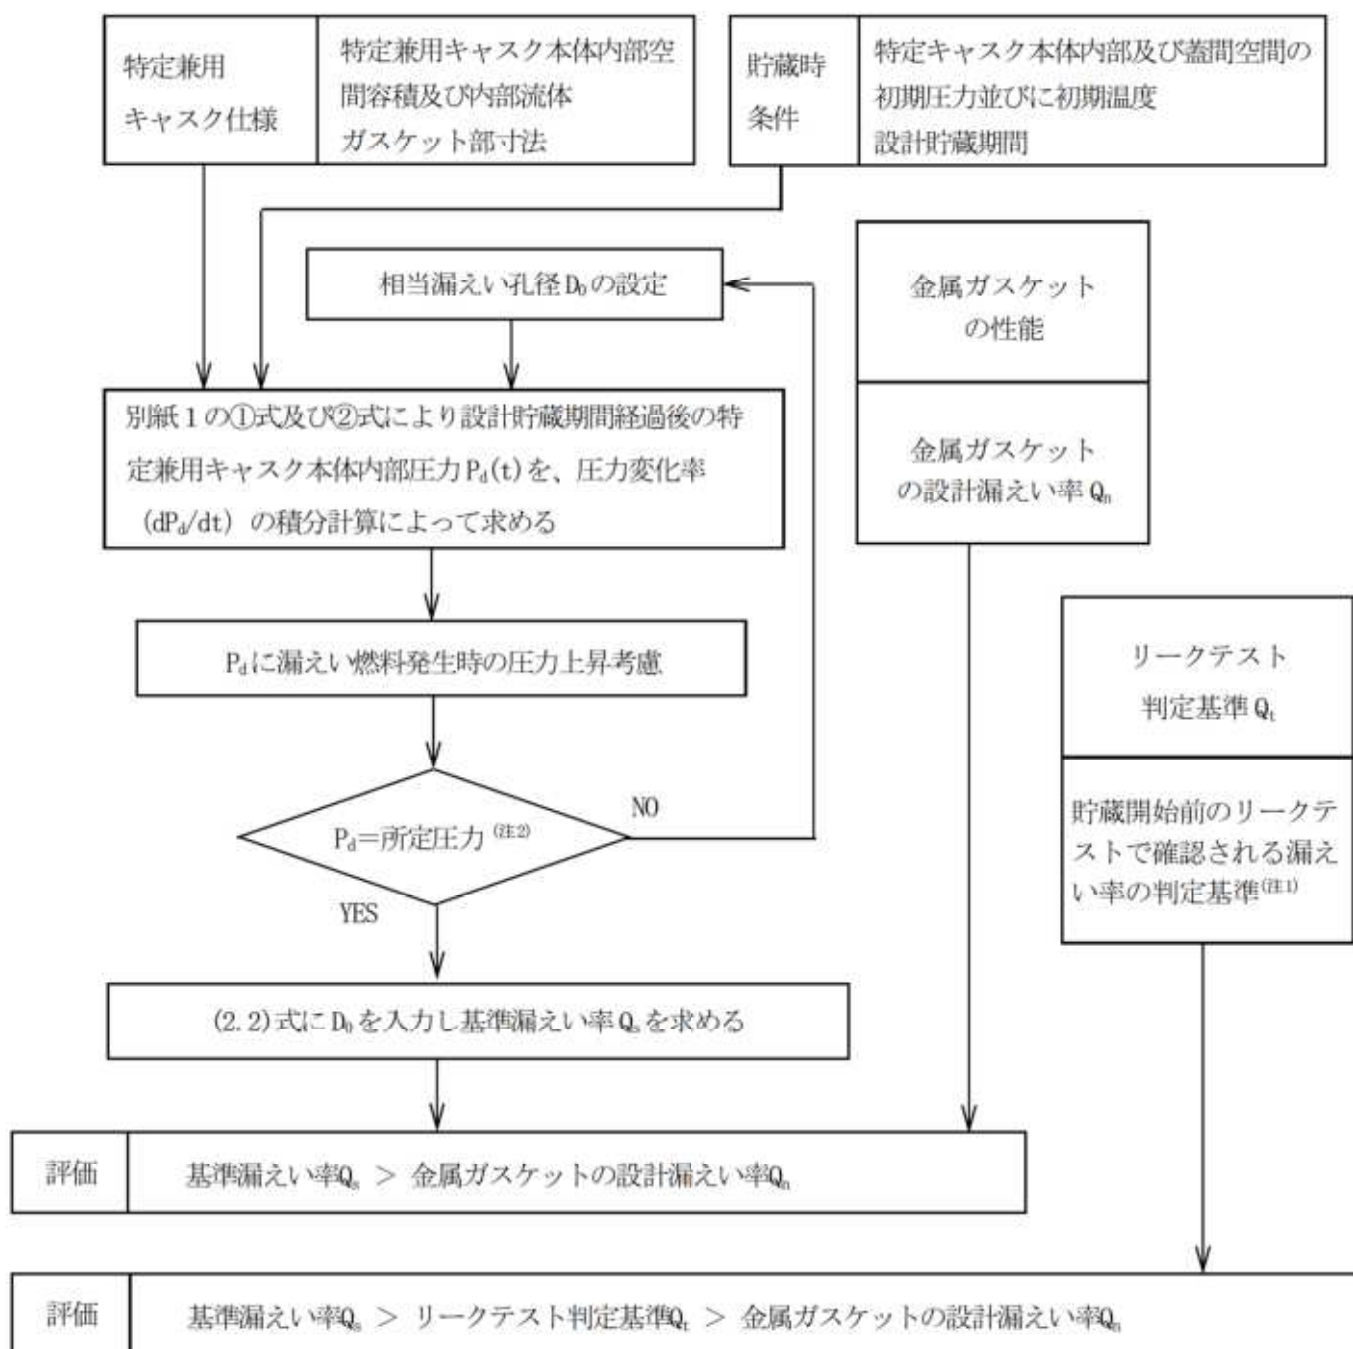 特定兼用
キャスク仕様
特定兼用キャスク本体内部空
間容積及び内部流体
ガスケット部寸法
貯蔵時
条件
特定キャスク本体内部及び蓋間空間の
初期圧力並びに初期温度
設計貯蔵期間
相当漏えい孔径D₀の設定
別紙1の①式及び②式により設計貯蔵期間経過後の特
定兼用キャスク本体内部圧力P_d(t)を、圧力変化率
(dP_d/dt)の積分計算によって求める
P_dに漏えい燃料発生時の圧力上昇考慮
P_d=所定圧力(注2)
NO
YES
(2.2)式にD₀を入力し基準漏えい率Qₛを求める
金属ガスケット
の性能
金属ガスケット
の設計漏えい率Qₙ
リークテスト
判定基準Qₜ
貯蔵開始前のリークテ
ストで確認される漏え
い率の判定基準(注1)
評価
基準漏えい率Qₛ > 金属ガスケットの設計漏えい率Qₙ
評価
基準漏えい率Qₛ > リークテスト判定基準Qₜ > 金属ガスケットの設計漏えい率Qₙ